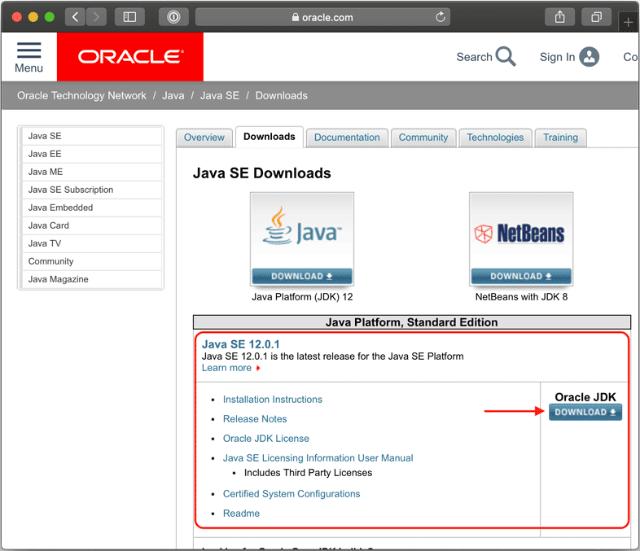 oracle.com
Menu
ORACLE
Search
Sign In
Co
Oracle Technology Network / Java / Java SE / Downloads
Java SE
Java EE
Java ME
Java SE Subscription
Java Embedded
Java Card
Java TV
Community
Java Magazine
Overview
Downloads
Documentation
Community
Technologies
Training
Java SE Downloads
Java™
DOWNLOAD
Java Platform (JDK) 12
NetBeans
DOWNLOAD
NetBeans with JDK 8
Java Platform, Standard Edition
Java SE 12.0.1
Java SE 12.0.1 is the latest release for the Java SE Platform
Learn more
Installation Instructions
Release Notes
Oracle JDK License
Java SE Licensing Information User Manual
Includes Third Party Licenses
Certified System Configurations
Readme
Oracle JDK
DOWNLOAD